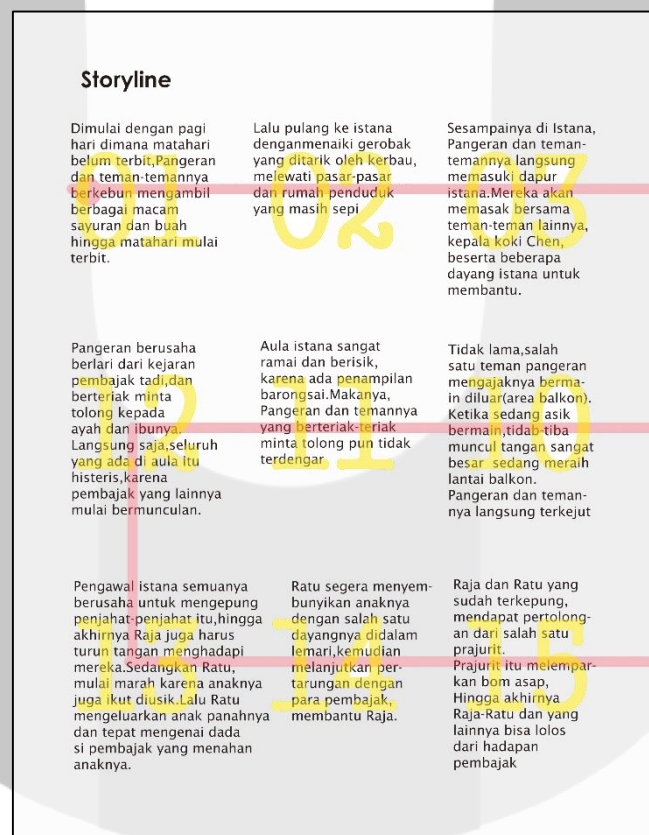 Storyline
Dimulai dengan pagi
hari dimana matahari
belum terbit,Pangeran
dan teman-temannya
berkebun mengambil
berbagai macam
sayuran dan buah
hingga matahari mulai
terbit.
01
Lalu pulang ke istana
denganmenaiki gerobak
yang ditarik oleh kerbau,
melewati pasar-pasar
dan rumah penduduk
yang masih sepi
02
Sesampainya di Istana,
Pangeran dan teman-
temannya langsung
memasuki dapur
istana.Mereka akan
memasak bersama
teman-teman lainnya,
kepala koki Chen,
beserta beberapa
dayang istana untuk
membantu.
03
Pangeran berusaha
berlari dari kejaran
pembajak tadi,dan
berteriak minta
tolong kepada
ayah dan ibunya.
Langsung saja,seluruh
yang ada di aula itu
histeris,karena
pembajak yang lainnya
mulai bermunculan.
12
Aula istana sangat
ramai dan berisik,
karena ada penampilan
barongsai.Makanya,
Pangeran dan temannya
yang berteriak-teriak
minta tolong pun tidak
terdengar
11
Tidak lama,salah
satu teman pangeran
mengajaknya berma-
in diluar(area balkon).
Ketika sedang asik
bermain,tidab-tiba
muncul tangan sangat
besar sedang meraih
lantai balkon.
Pangeran dan teman-
nya langsung terkejut
10
Pengawal istana semuanya
berusaha untuk mengepung
penjahat-penjahat itu,hingga
akhirnya Raja juga harus
turun tangan menghadapi
mereka.Sedangkan Ratu,
mulai marah karena anaknya
juga ikut diusik.Lalu Ratu
mengeluarkan anak panahnya
dan tepat mengenai dada
si pembajak yang menahan
anaknya.
13
Ratu segera menyem-
bunyikan anaknya
dengan salah satu
dayangnya didalam
lemari,kemudian
melanjutkan per-
tarungan dengan
para pembajak,
membantu Raja.
14
Raja dan Ratu yang
sudah terkepung,
mendapat pertolong-
an dari salah satu
prajurit.
Prajurit itu melempar-
kan bom asap,
Hingga akhirnya
Raja-Ratu dan yang
lainnya bisa lolos
dari hadapan
pembajak
15